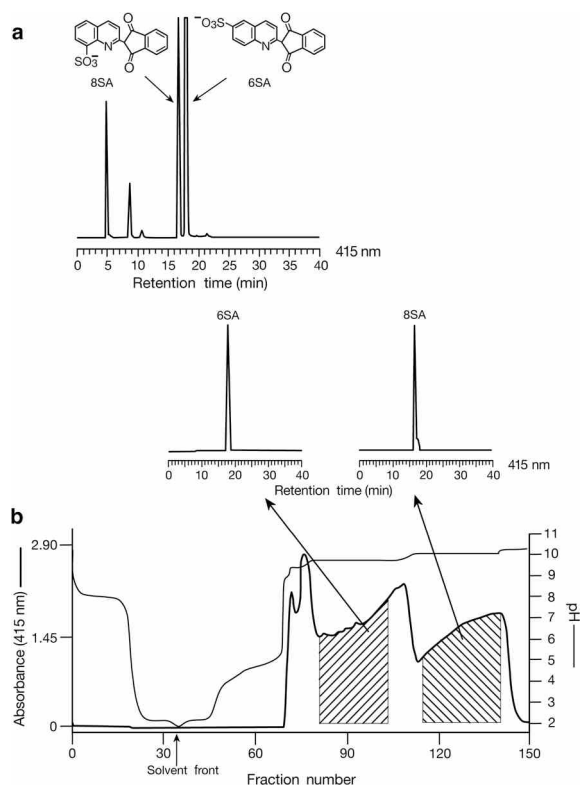 a
O
O
N
SO3−
8SA
−O3S
O
O
N
6SA
0 5 10 15 20 25 30 35 40
415 nm
Retention time (min)
6SA
8SA
0 10 20 30 40
0 10 20 30 40
415 nm
Retention time (min)
b
Absorbance (415 nm)
2.90
1.45
0
11
10
9
8
7
6
5
4
3
2
pH
0 30 60 90 120 150
Solvent front
Fraction number